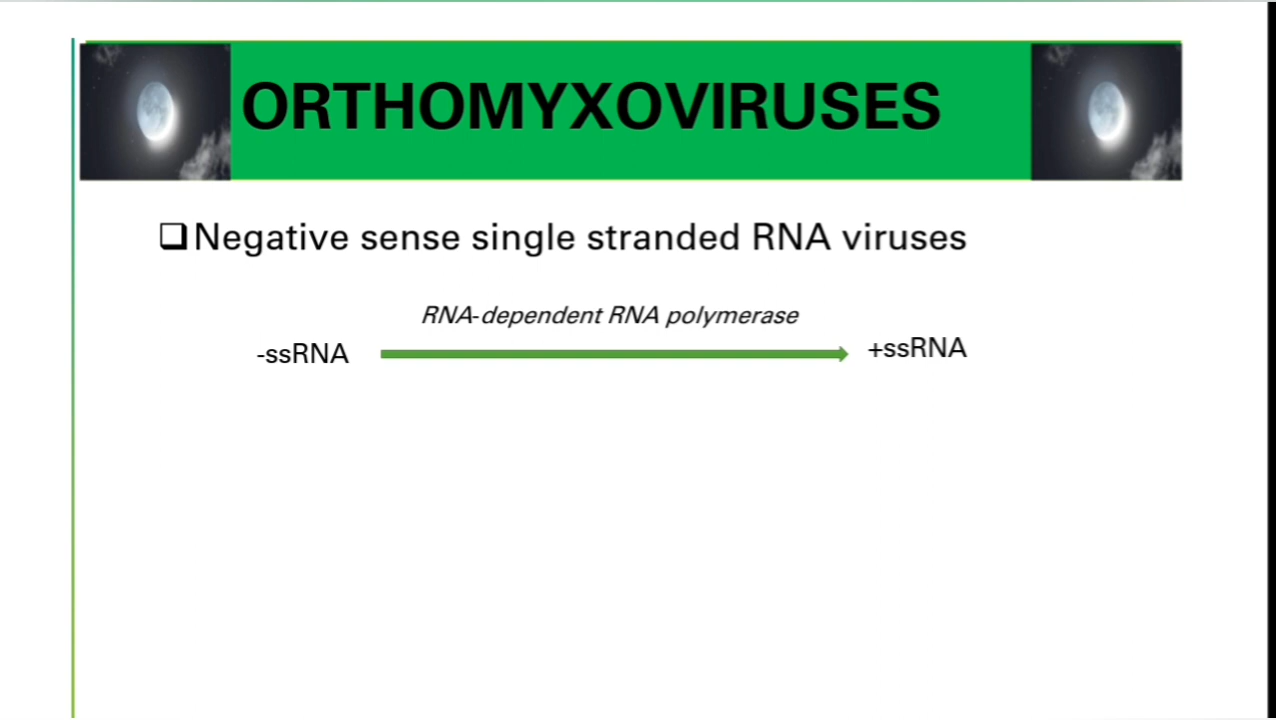 ORTHOMYXOVIRUSES
❑Negative sense single stranded RNA viruses
RNA-dependent RNA polymerase
-ssRNA +ssRNA